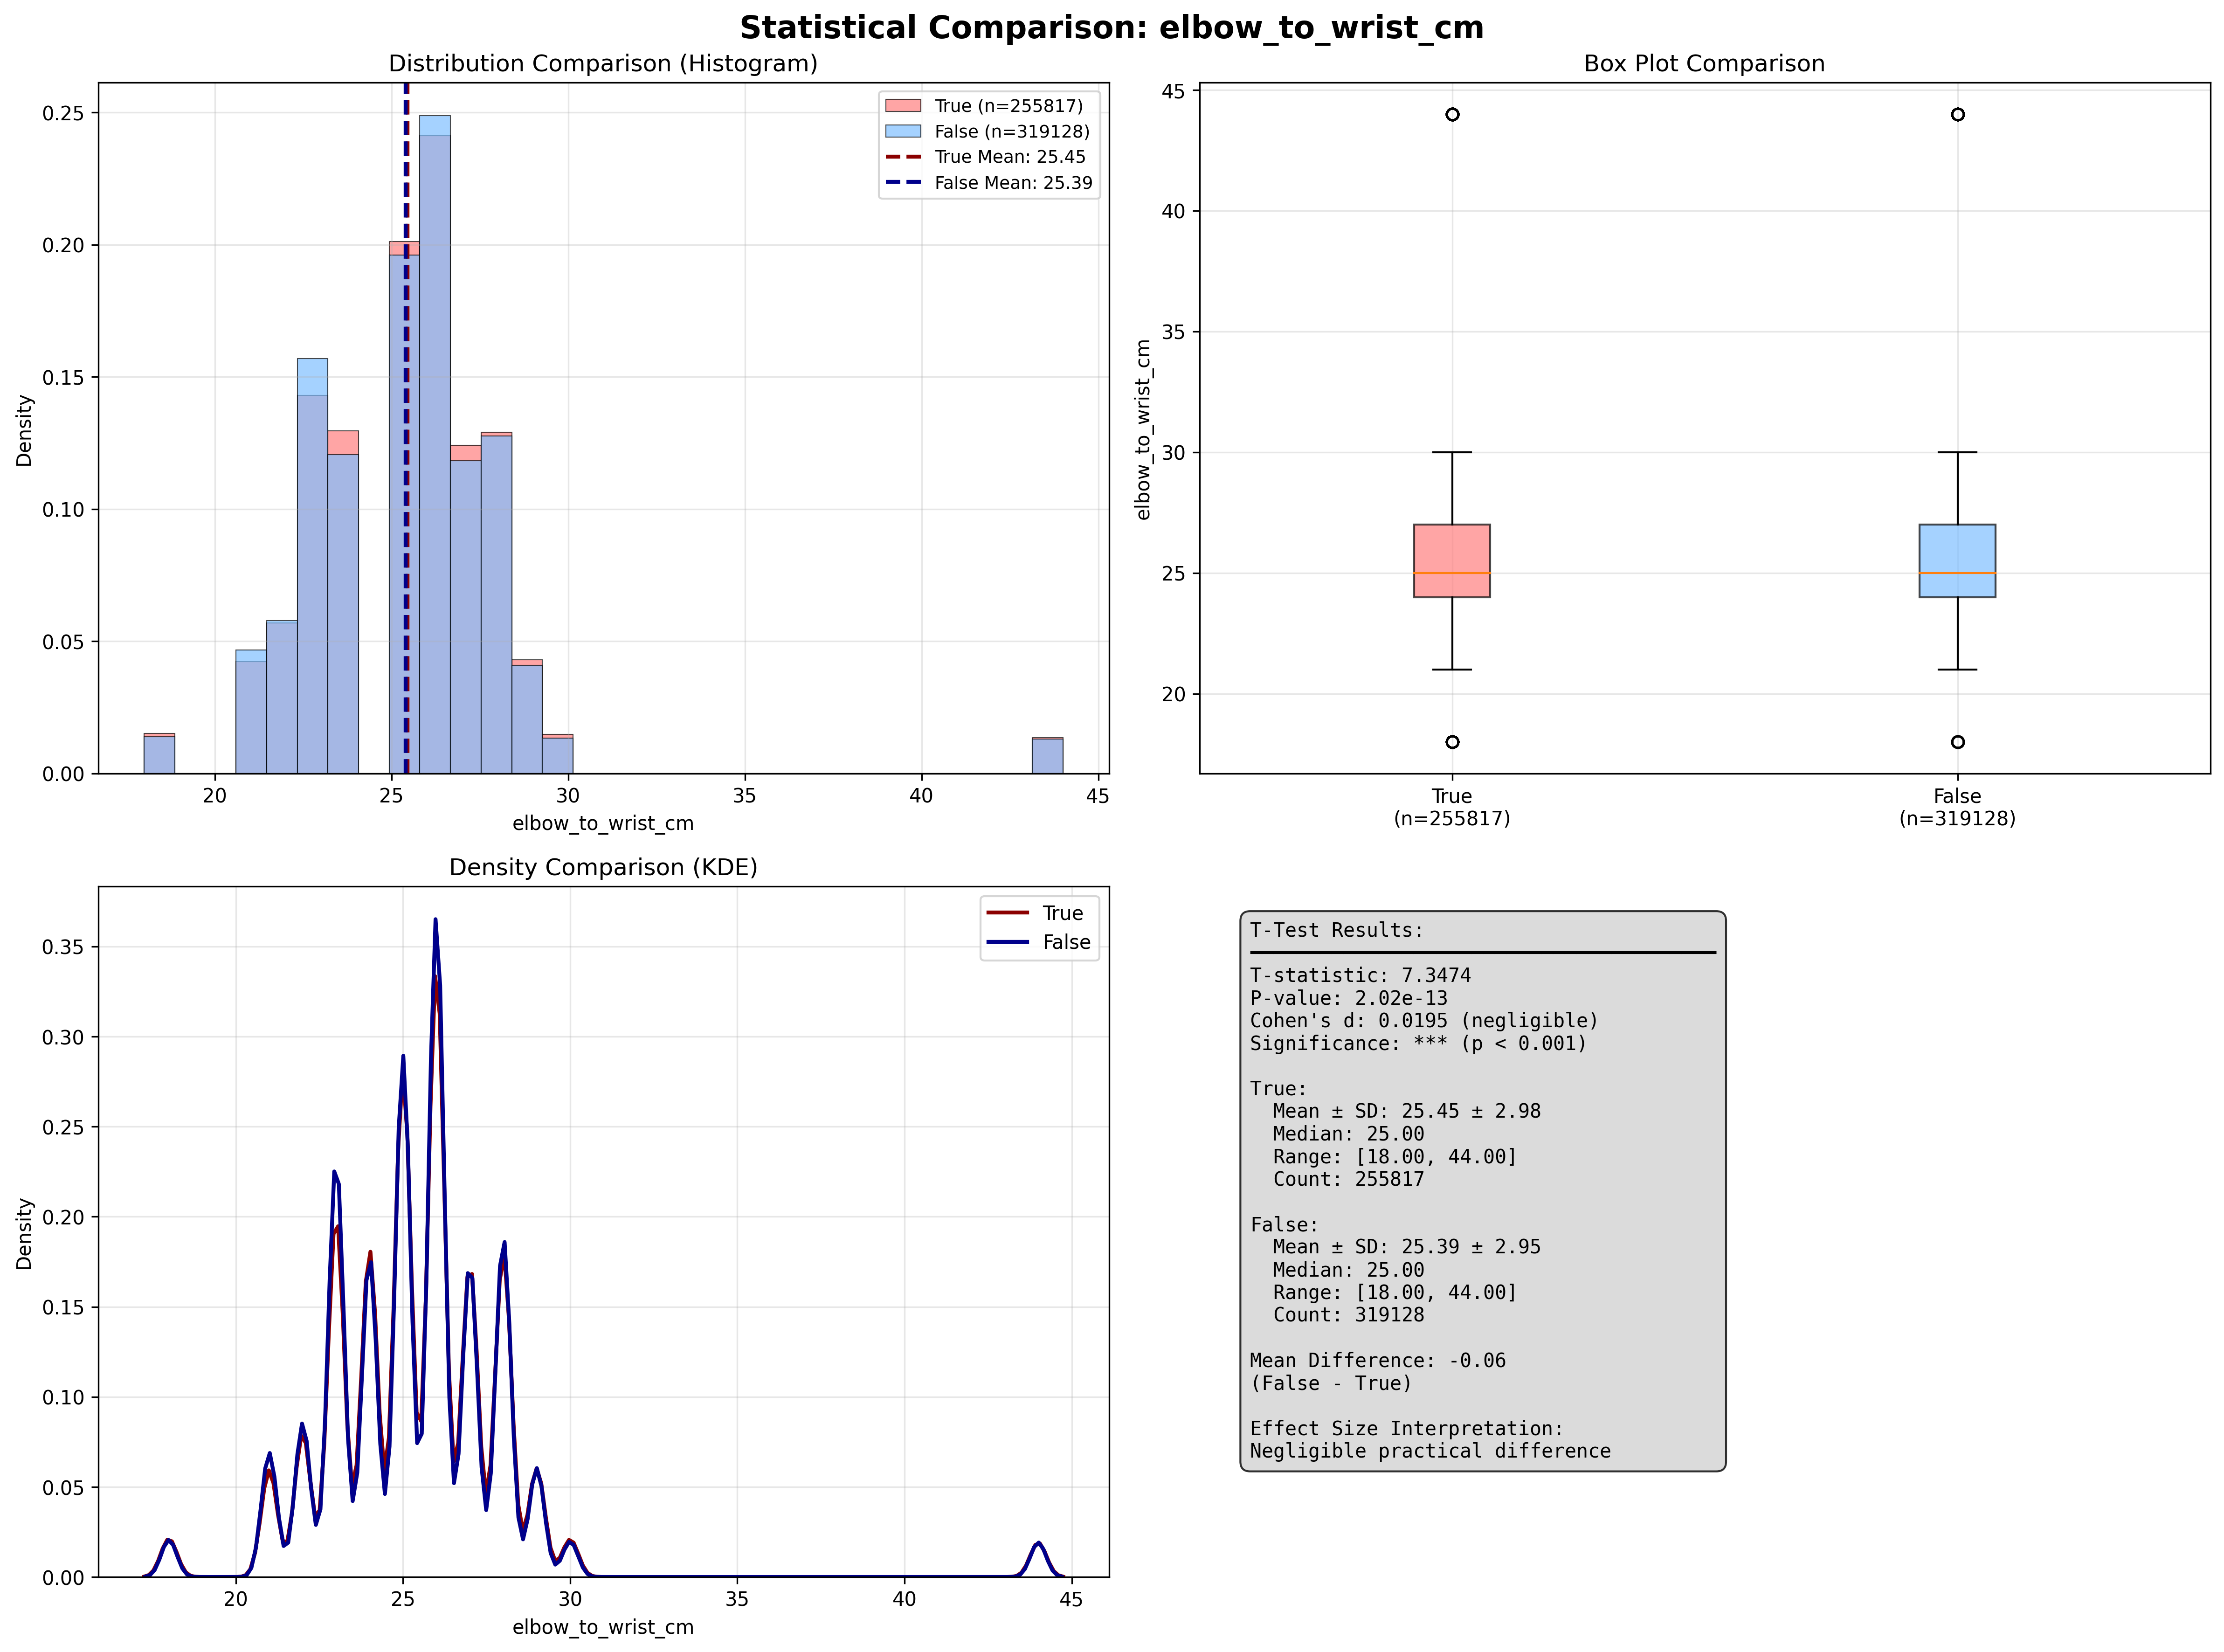 Statistical Comparison: elbow_to_wrist_cm
Distribution Comparison (Histogram)
Density
0.25
0.20
0.15
0.10
0.05
0.00
True (n=255817)
False (n=319128)
True Mean: 25.45
False Mean: 25.39
20 25 30 35 40 45
elbow_to_wrist_cm
Box Plot Comparison
elbow_to_wrist_cm
45
40
35
30
25
20
True
(n=255817)
False
(n=319128)
Density Comparison (KDE)
Density
0.35
0.30
0.25
0.20
0.15
0.10
0.05
0.00
True
False
20 25 30 35 40 45
elbow_to_wrist_cm
T-Test Results:
T-statistic: 7.3474
P-value: 2.02e-13
Cohen's d: 0.0195 (negligible)
Significance: *** (p < 0.001)
True:
Mean ± SD: 25.45 ± 2.98
Median: 25.00
Range: [18.00, 44.00]
Count: 255817
False:
Mean ± SD: 25.39 ± 2.95
Median: 25.00
Range: [18.00, 44.00]
Count: 319128
Mean Difference: -0.06
(False - True)
Effect Size Interpretation:
Negligible practical difference